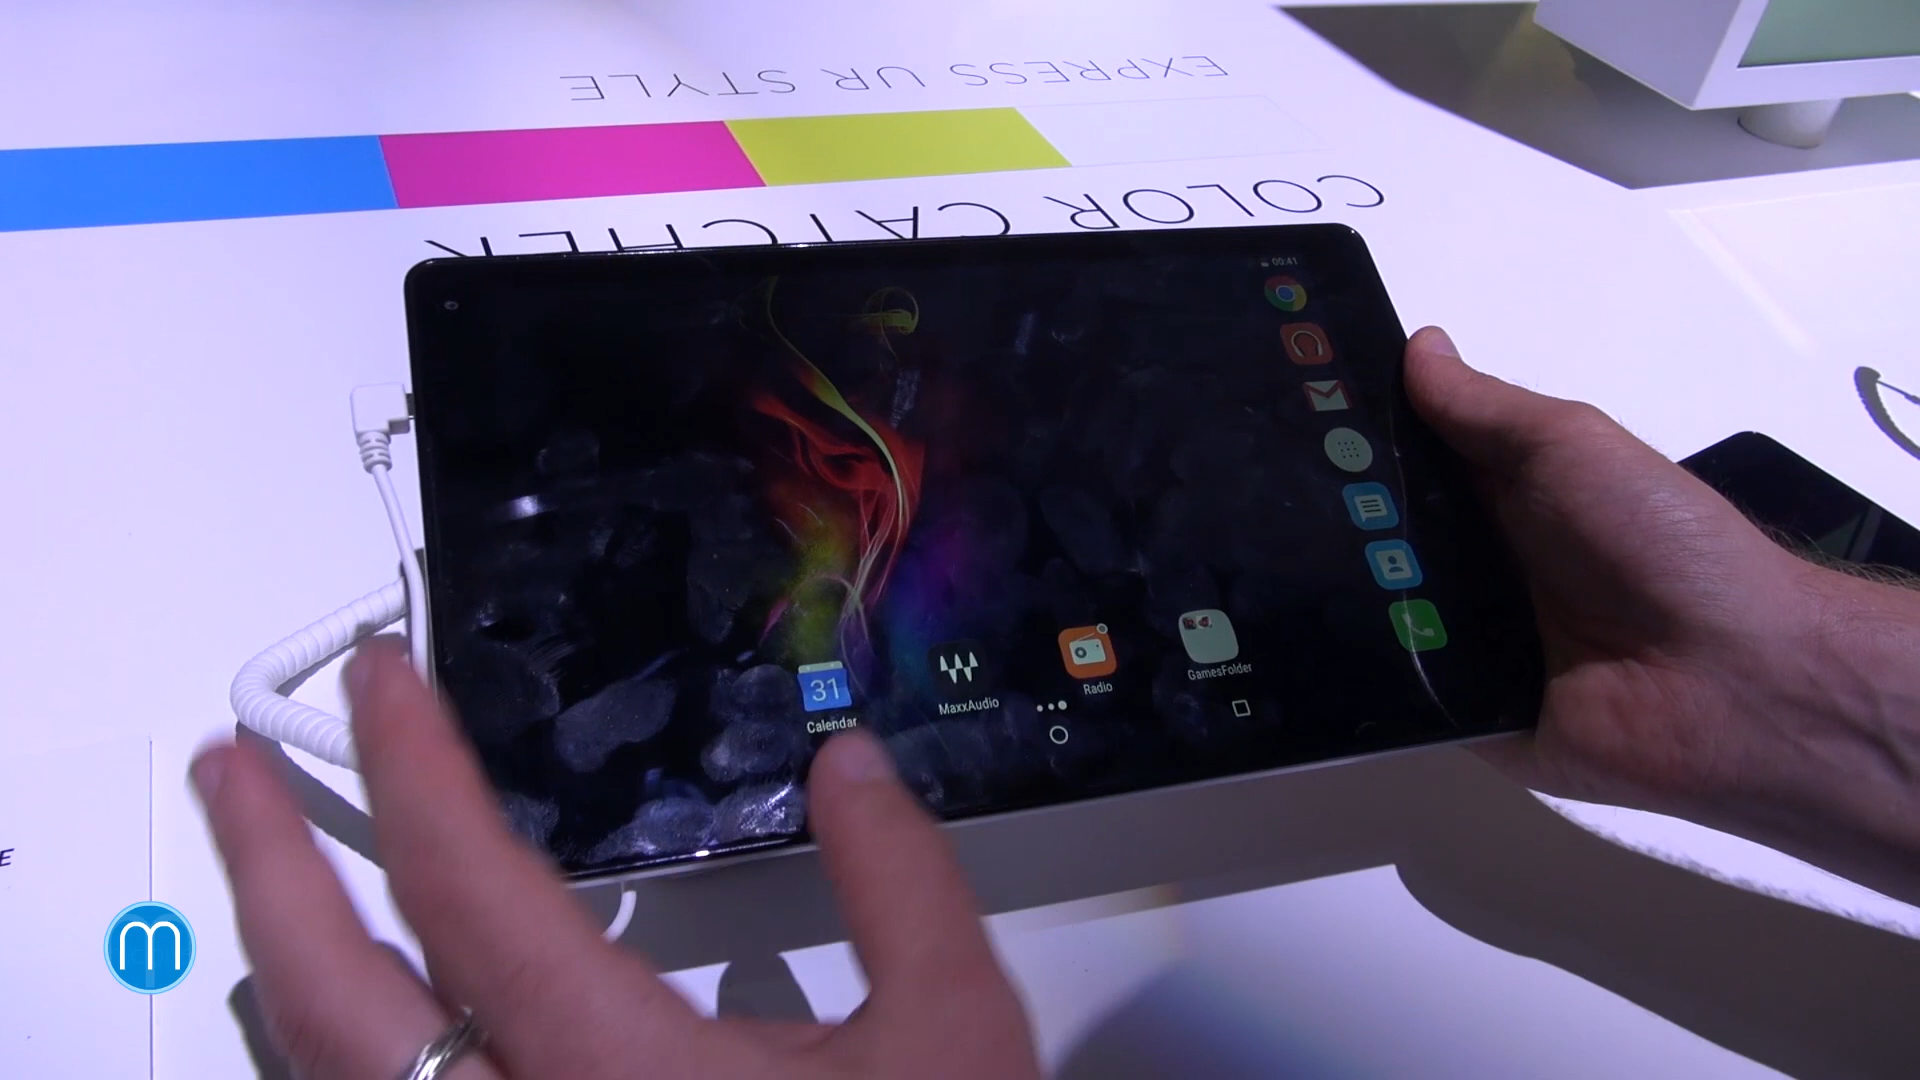 EXPRESS UR STYLE
COLOR CATCHER
00:41
31
Calendar
MaxxAudio
Radio
GamesFolder
E
m